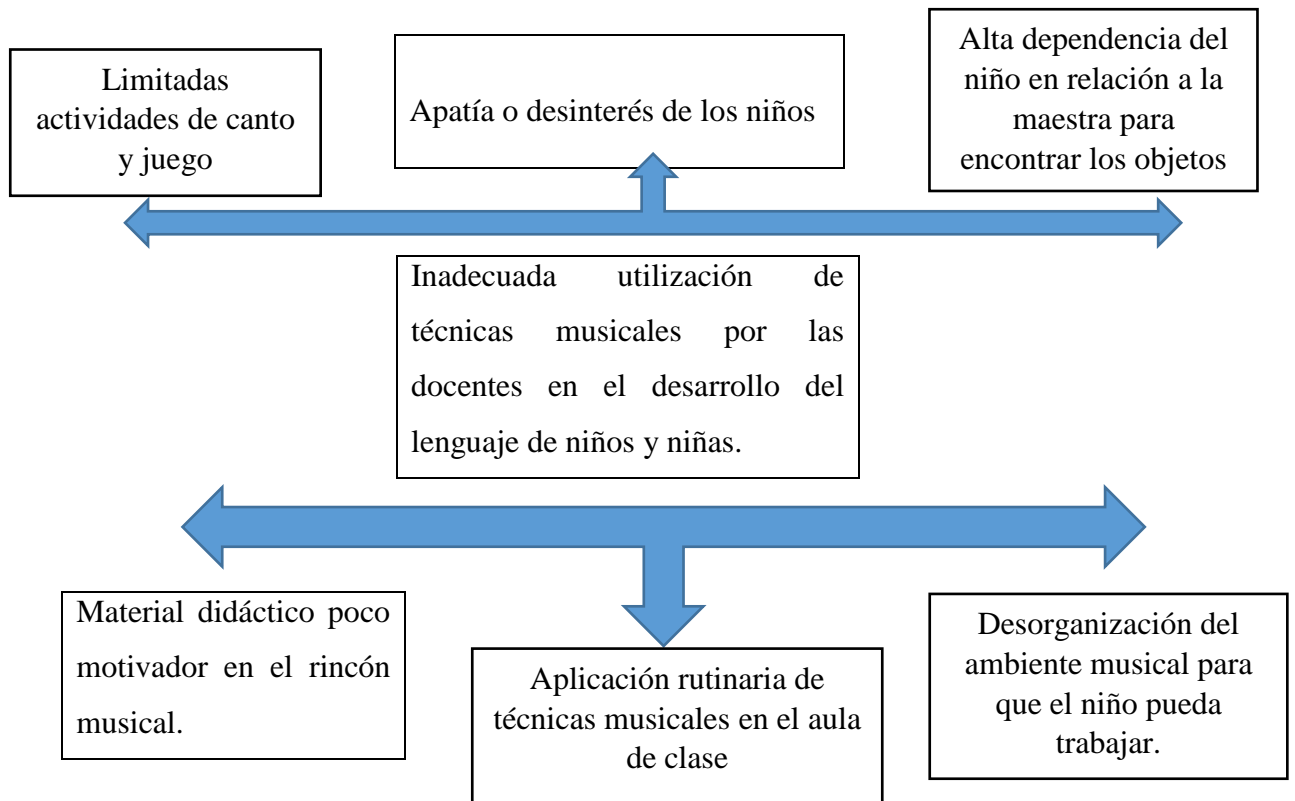 Limitadas
actividades de canto
y juego
Apatía o desinterés de los niños
Alta dependencia del
niño en relación a la
maestra para
encontrar los objetos
Inadecuada utilización de
técnicas musicales por las
docentes en el desarrollo del
lenguaje de niños y niñas.
Material didáctico poco
motivador en el rincón
musical.
Aplicación rutinaria de
técnicas musicales en el aula
de clase
Desorganización del
ambiente musical para
que el niño pueda
trabajar.